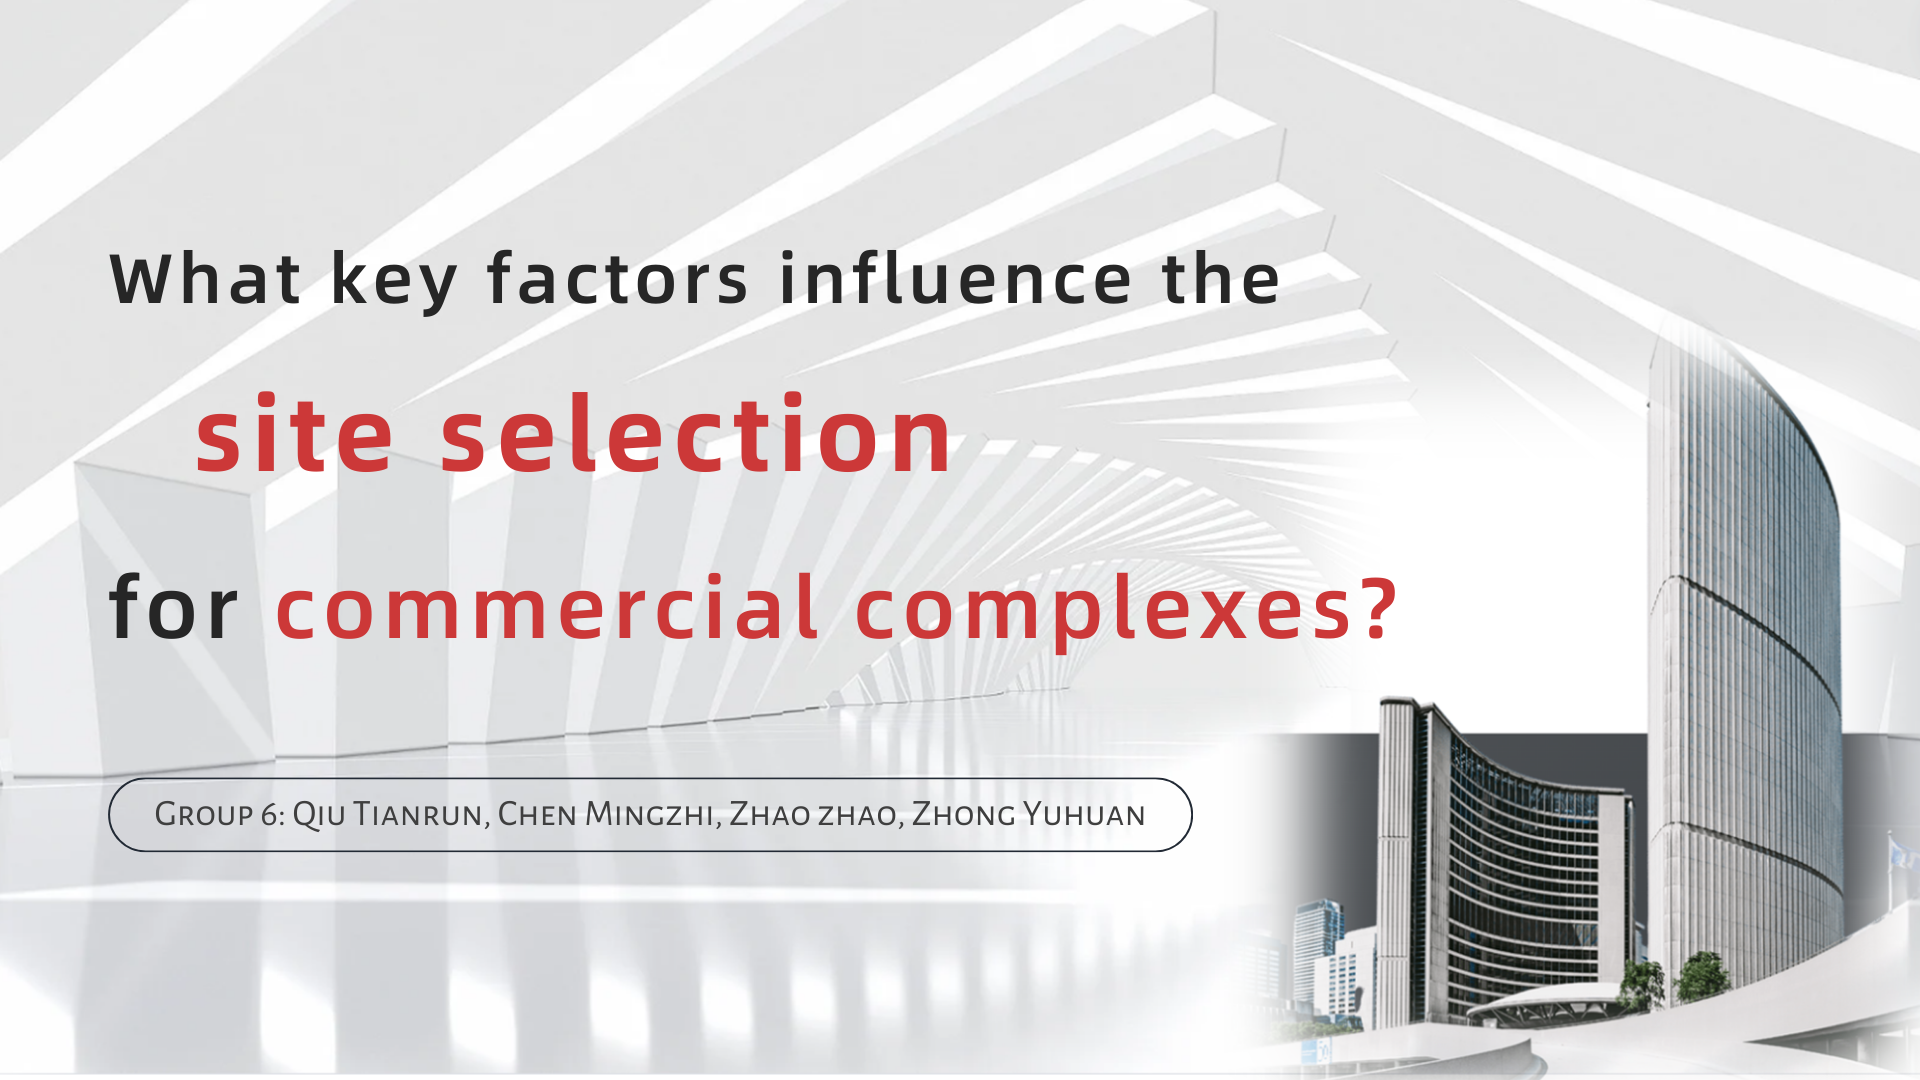 What key factors influence the
site selection
for commercial complexes?
Group 6: Qiu Tianrun, Chen Mingzhi, Zhao zhao, Zhong Yuhuan